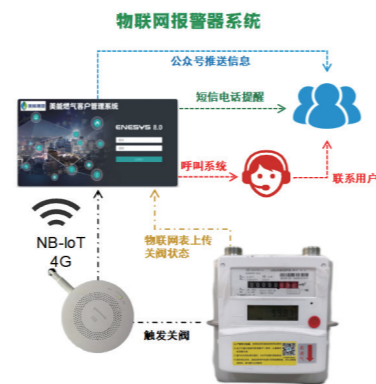 物联网报警器系统
公众号推送信息
美能燃气客户管理系统
短信电话提醒
ENESYS 8.0
呼叫系统
联系用户
NB-IoT
4G
物联网表上传
关阀状态
触发关阀